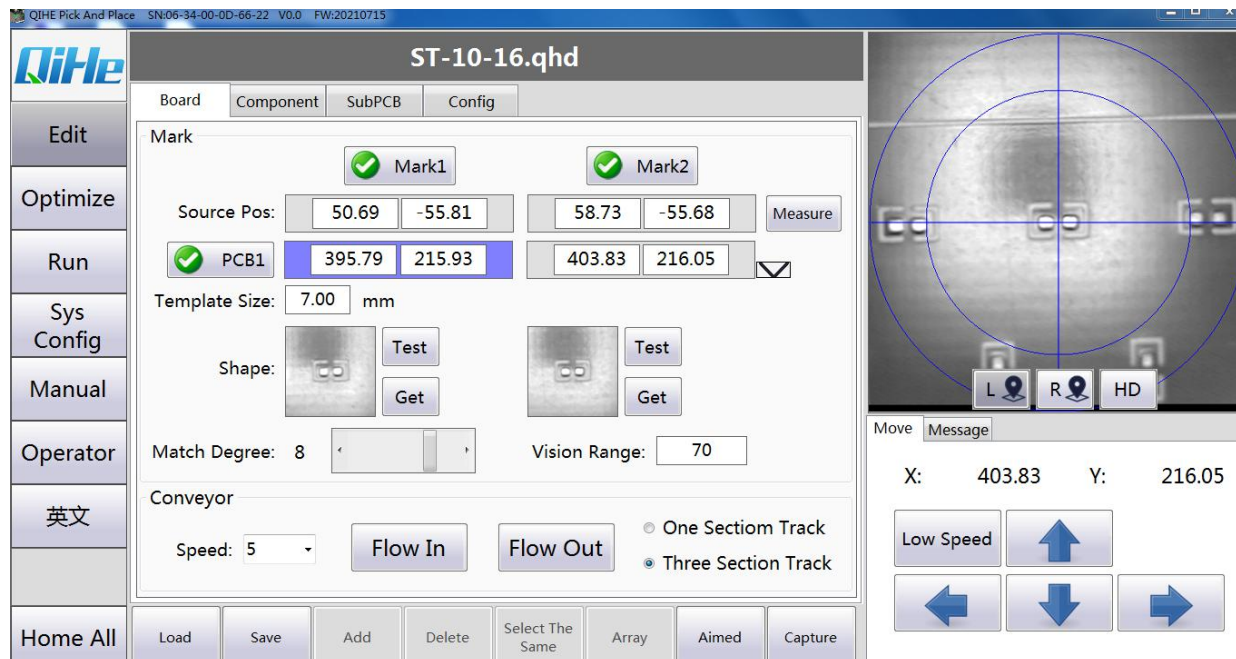 QIHE Pick And Place SN:06-34-00-0D-66-22 V0.0 FW:20210715
QiHe
ST-10-16.qhd
Board Component SubPCB Config
Edit
Optimize
Run
Sys
Config
Manual
Operator
英文
Home All
Mark
Mark1 Mark2
Source Pos: 50.69 -55.81 58.73 -55.68 Measure
PCB1 395.79 215.93 403.83 216.05
Template Size: 7.00 mm
Shape: Test Test
Get Get
Match Degree: 8 Vision Range: 70
Conveyor
Speed: 5 Flow In Flow Out
One Sectiom Track
Three Section Track
Load Save Add Delete Select The Same Array Aimed Capture
L R HD
Move Message
X: 403.83 Y: 216.05
Low Speed